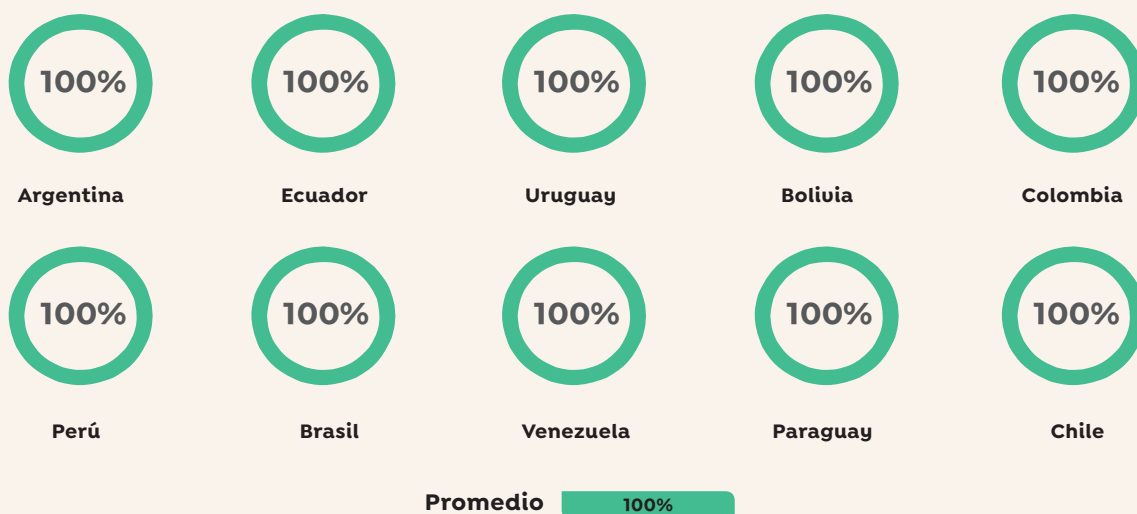 100% 100% 100% 100% 100%
Argentina Ecuador Uruguay Bolivia Colombia
100% 100% 100% 100% 100%
Perú Brasil Venezuela Paraguay Chile
Promedio 100%